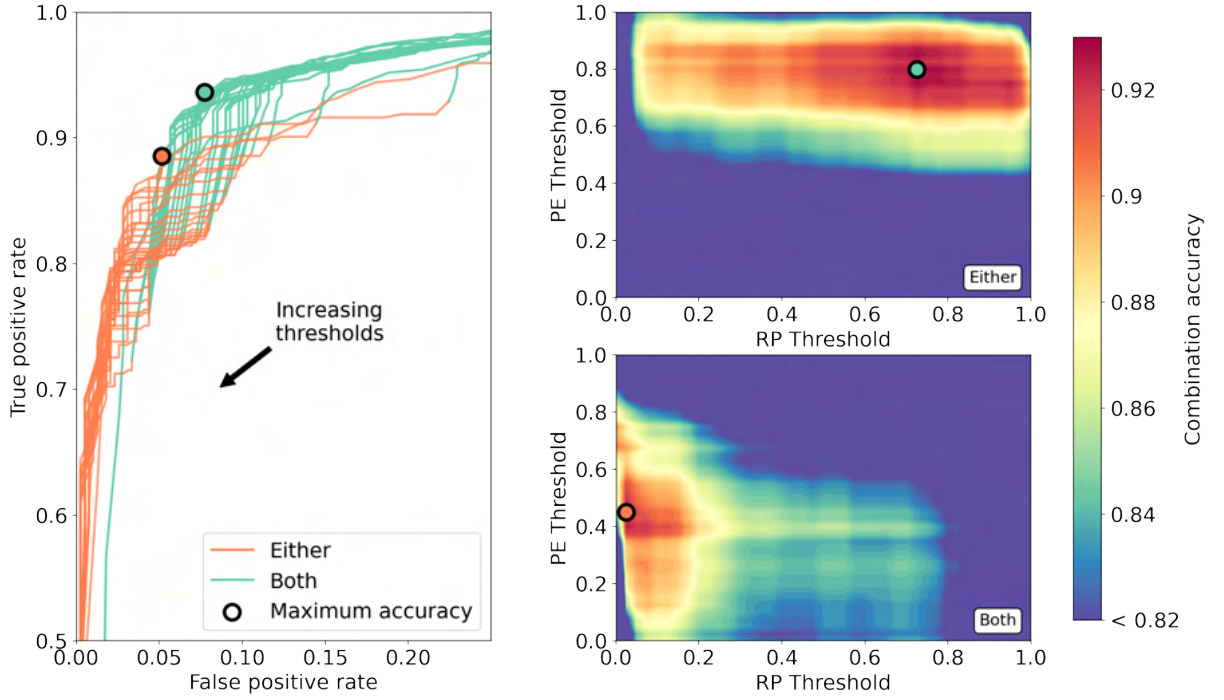 True positive rate
1.0
0.9
0.8
0.7
0.6
0.5
0.00
0.05
0.10
0.15
0.20
False positive rate
Increasing
thresholds
Either
Both
Maximum accuracy
PE Threshold
1.0
0.8
0.6
0.4
0.2
0.0
Either
0.0
0.2
0.4
0.6
0.8
1.0
RP Threshold
PE Threshold
1.0
0.8
0.6
0.4
0.2
0.0
Both
0.0
0.2
0.4
0.6
0.8
1.0
RP Threshold
0.92
0.9
0.88
0.86
0.84
< 0.82
Combination accuracy